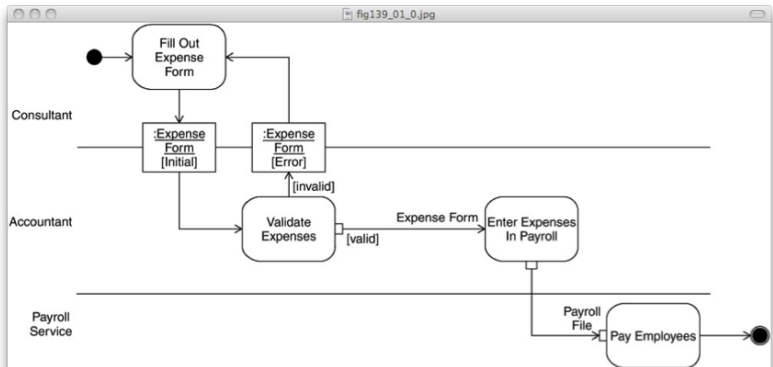 fig139_01_0.jpg
Fill Out
Expense
Form
Consultant
:Expense
Form
[Initial]
:Expense
Form
[Error]
[invalid]
Accountant
Validate
Expenses
[valid]
Expense Form
Enter Expenses
In Payroll
Payroll
Service
Payroll
File
Pay Employees